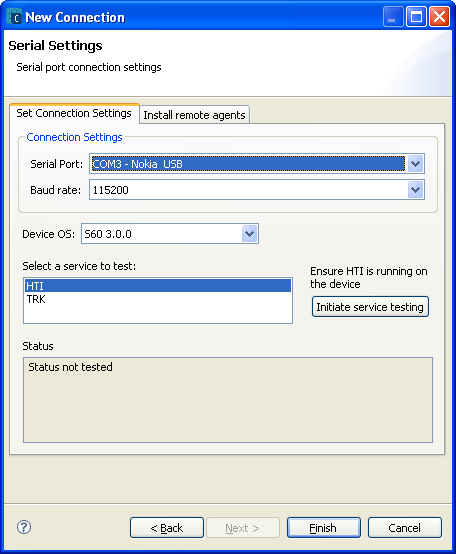 New Connection
Serial Settings
Serial port connection settings
Set Connection Settings
Install remote agents
Connection Settings
Serial Port: COM3 - Nokia USB
Baud rate: 115200
Device OS: S60 3.0.0
Select a service to test:
HTI
TRK
Ensure HTI is running on
the device
Initiate service testing
Status
Status not tested
< Back
Next >
Finish
Cancel